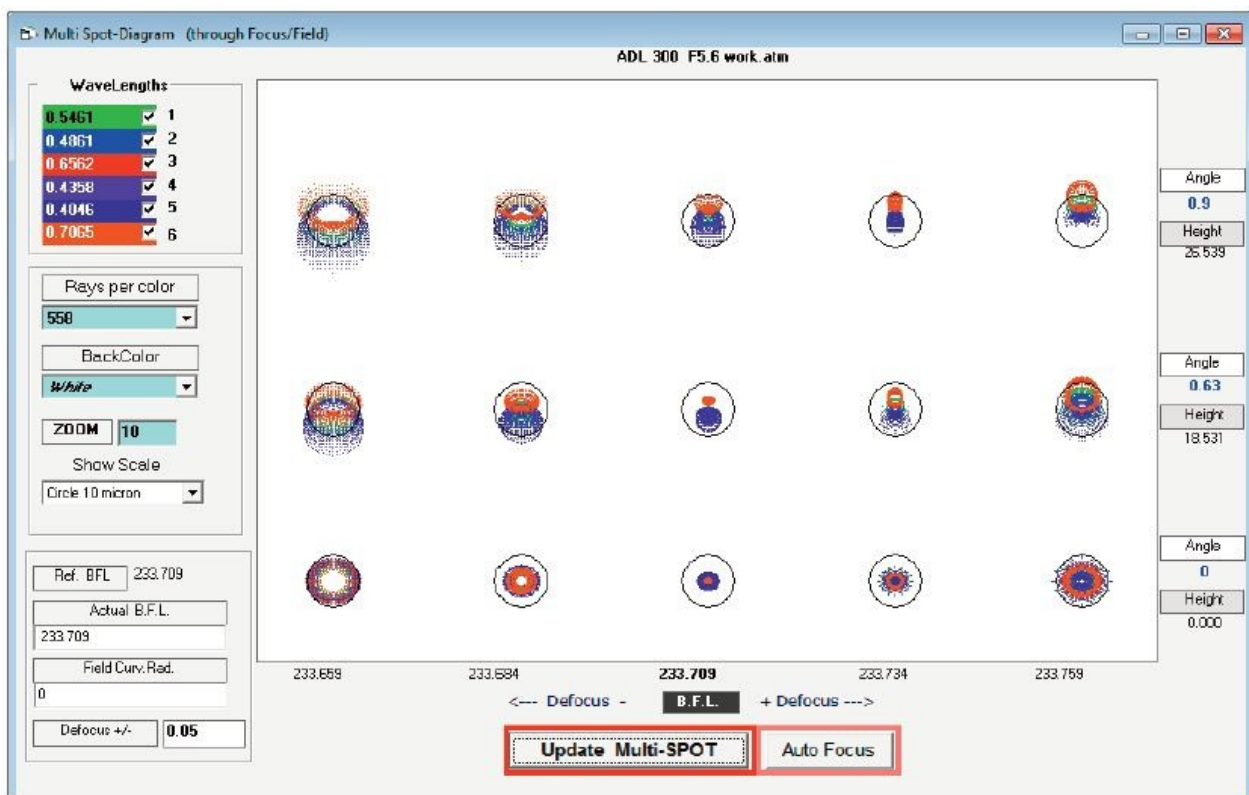 Multi Spot-Diagram (through Focus/Field)
ADL 300 F5.6 work.atm
WaveLengths
0.5461 1
0.4861 2
0.6562 3
0.4358 4
0.4046 5
0.7065 6
Rays per color
558
BackColor
White
ZOOM 10
Show Scale
Circle 10 micron
Ref. BFL 233.709
Actual B.F.L.
233.709
Field Curv.Rad.
0
Defocus +/- 0.05
Angle
0.9
Height
26.539
Angle
0.63
Height
18.531
Angle
0
Height
0.000
233.659 233.684 233.709 233.734 233.759
<--- Defocus - B.F.L. + Defocus --->
Update Multi-SPOT Auto Focus